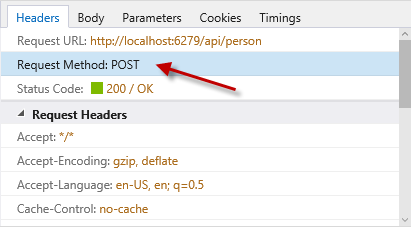 Headers Body Parameters Cookies Timings
Request URL: http://localhost:6279/api/person
Request Method: POST
Status Code: 200 / OK
Request Headers
Accept: */*
Accept-Encoding: gzip, deflate
Accept-Language: en-US, en; q=0.5
Cache-Control: no-cache